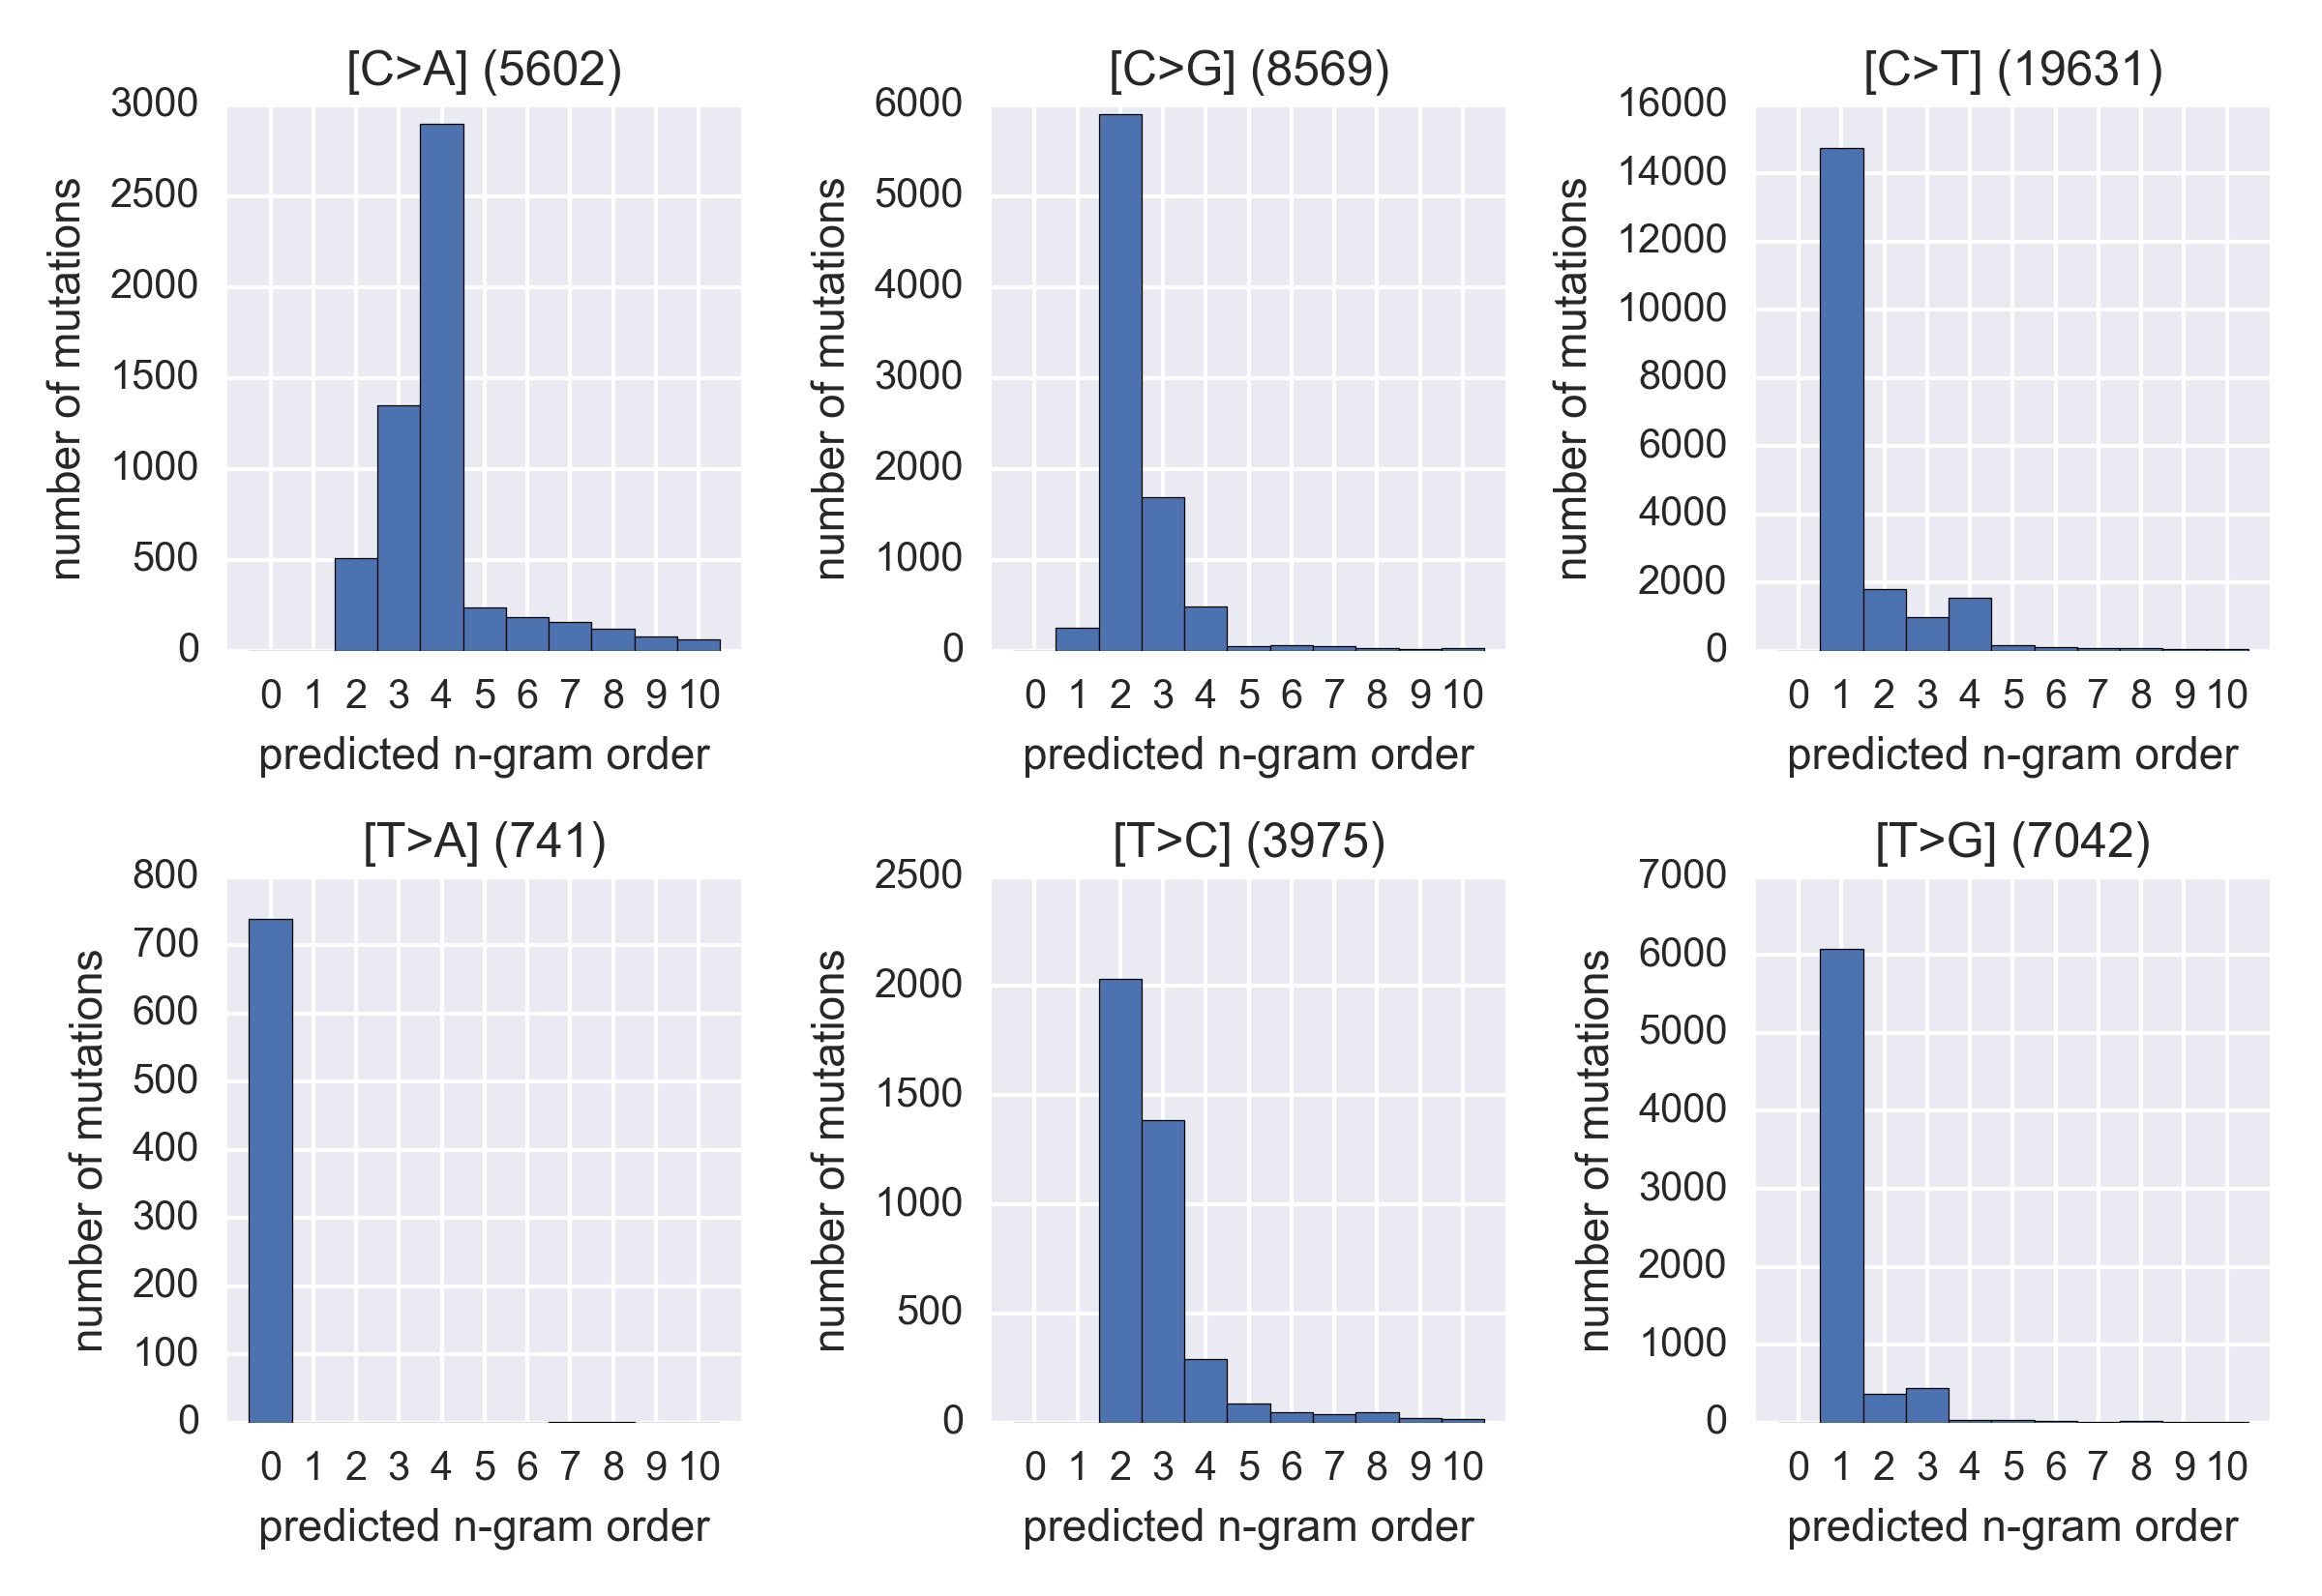 [C>A] (5602)
3000
2500
2000
1500
1000
500
0
number of mutations
0 1 2 3 4 5 6 7 8 9 10
predicted n-gram order
[C>G] (8569)
6000
5000
4000
3000
2000
1000
0
number of mutations
0 1 2 3 4 5 6 7 8 9 10
predicted n-gram order
[C>T] (19631)
16000
14000
12000
10000
8000
6000
4000
2000
0
number of mutations
0 1 2 3 4 5 6 7 8 9 10
predicted n-gram order
[T>A] (741)
800
700
600
500
400
300
200
100
0
number of mutations
0 1 2 3 4 5 6 7 8 9 10
predicted n-gram order
[T>C] (3975)
2500
2000
1500
1000
500
0
number of mutations
0 1 2 3 4 5 6 7 8 9 10
predicted n-gram order
[T>G] (7042)
7000
6000
5000
4000
3000
2000
1000
0
number of mutations
0 1 2 3 4 5 6 7 8 9 10
predicted n-gram order